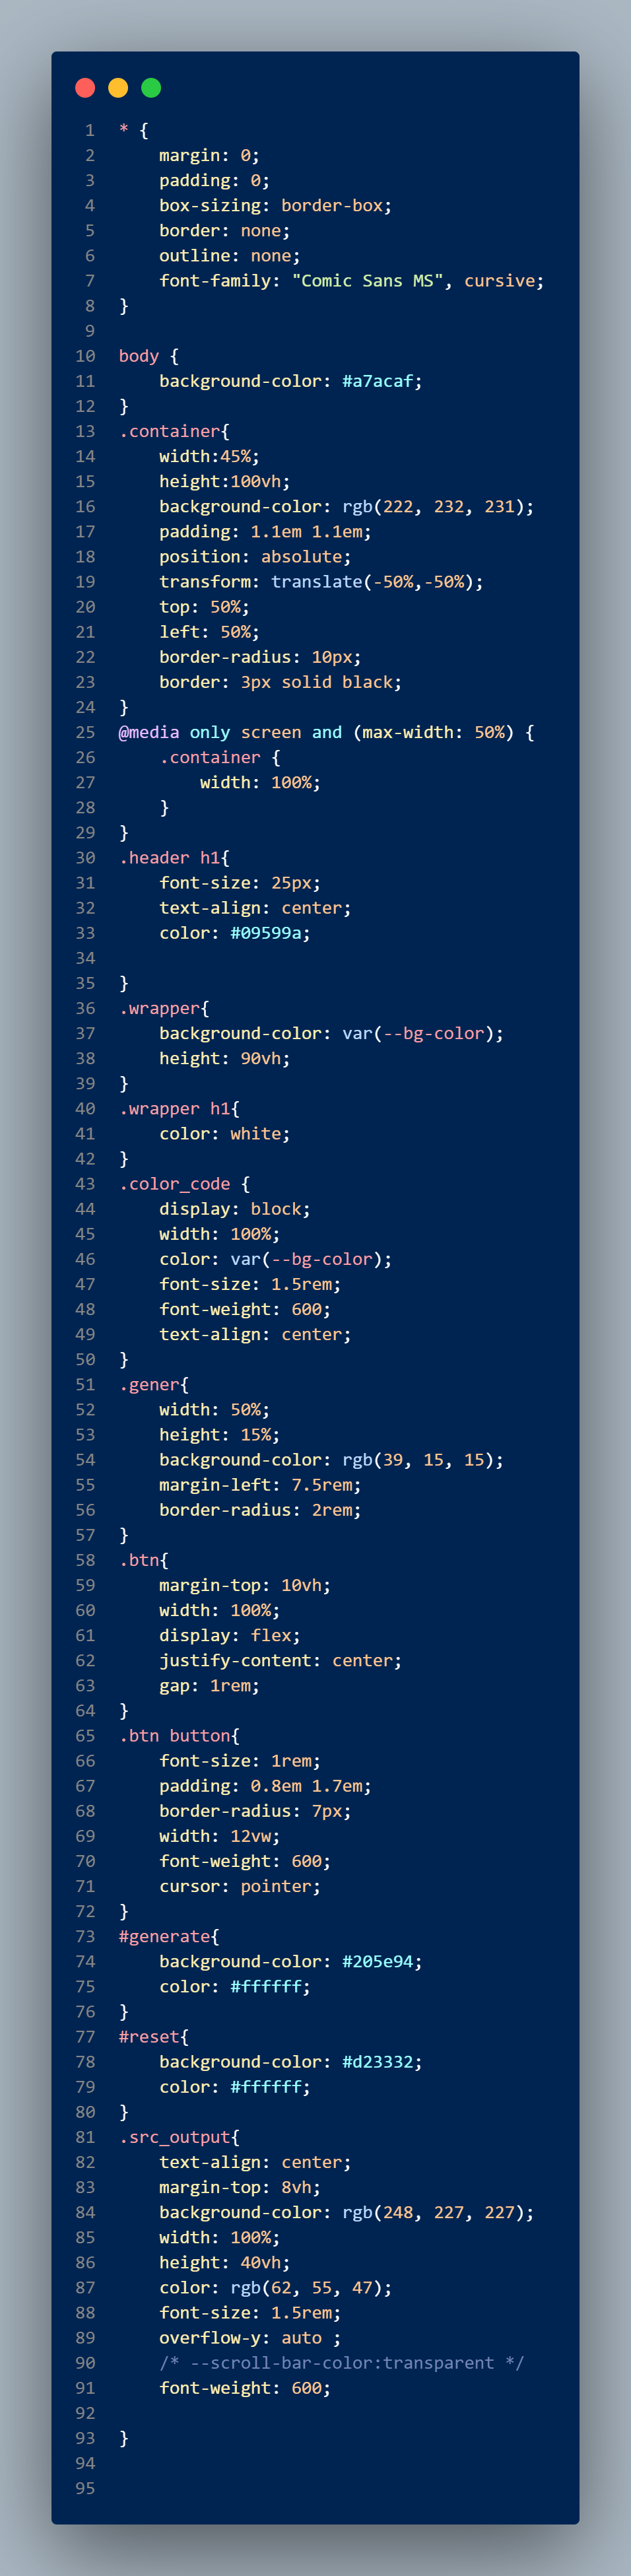 1 * {
2     margin: 0;
3     padding: 0;
4     box-sizing: border-box;
5     border: none;
6     outline: none;
7     font-family: "Comic Sans MS", cursive;
8 }
9
10 body {
11     background-color: #a7acaf;
12 }
13 .container{
14     width:45%;
15     height:100vh;
16     background-color: rgb(222, 232, 231);
17     padding: 1.1em 1.1em;
18     position: absolute;
19     transform: translate(-50%,-50%);
20     top: 50%;
21     left: 50%;
22     border-radius: 10px;
23     border: 3px solid black;
24 }
25 @media only screen and (max-width: 50%) {
26     .container {
27         width: 100%;
28     }
29 }
30 .header h1{
31     font-size: 25px;
32     text-align: center;
33     color: #09599a;
34
35 }
36 .wrapper{
37     background-color: var(--bg-color);
38     height: 90vh;
39 }
40 .wrapper h1{
41     color: white;
42 }
43 .color_code {
44     display: block;
45     width: 100%;
46     color: var(--bg-color);
47     font-size: 1.5rem;
48     font-weight: 600;
49     text-align: center;
50 }
51 .gener{
52     width: 50%;
53     height: 15%;
54     background-color: rgb(39, 15, 15);
55     margin-left: 7.5rem;
56     border-radius: 2rem;
57 }
58 .btn{
59     margin-top: 10vh;
60     width: 100%;
61     display: flex;
62     justify-content: center;
63     gap: 1rem;
64 }
65 .btn button{
66     font-size: 1rem;
67     padding: 0.8em 1.7em;
68     border-radius: 7px;
69     width: 12vw;
70     font-weight: 600;
71     cursor: pointer;
72 }
73 #generate{
74     background-color: #205e94;
75     color: #ffffff;
76 }
77 #reset{
78     background-color: #d23332;
79     color: #ffffff;
80 }
81 .src_output{
82     text-align: center;
83     margin-top: 8vh;
84     background-color: rgb(248, 227, 227);
85     width: 100%;
86     height: 40vh;
87     color: rgb(62, 55, 47);
88     font-size: 1.5rem;
89     overflow-y: auto ;
90     /* --scroll-bar-color:transparent */
91     font-weight: 600;
92
93 }
94
95